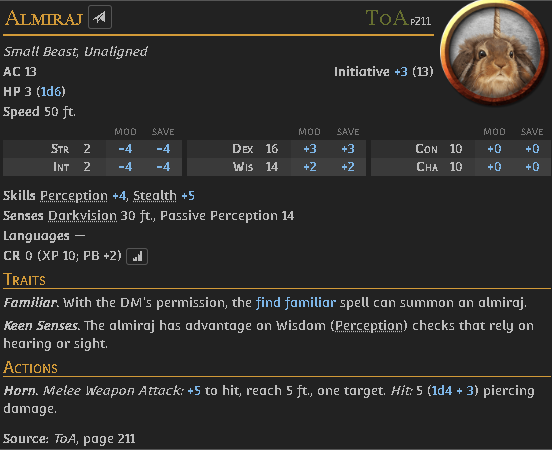 Almiraj ToA P211
Small Beast, Unaligned
AC 13 Initiative +3 (13)
HP 3 (1d6)
Speed 50 ft.
MOD SAVE MOD SAVE MOD SAVE
Str 2 −4 −4 Dex 16 +3 +3 Con 10 +0 +0
Int 2 −4 −4 Wis 14 +2 +2 Cha 10 +0 +0
Skills Perception +4, Stealth +5
Senses Darkvision 30 ft., Passive Perception 14
Languages —
CR 0 (XP 10; PB +2)
Traits
Familiar. With the DM's permission, the find familiar spell can summon an almiraj.
Keen Senses. The almiraj has advantage on Wisdom (Perception) checks that rely on
hearing or sight.
Actions
Horn. Melee Weapon Attack: +5 to hit, reach 5 ft., one target. Hit: 5 (1d4 + 3) piercing
damage.
Source: ToA, page 211